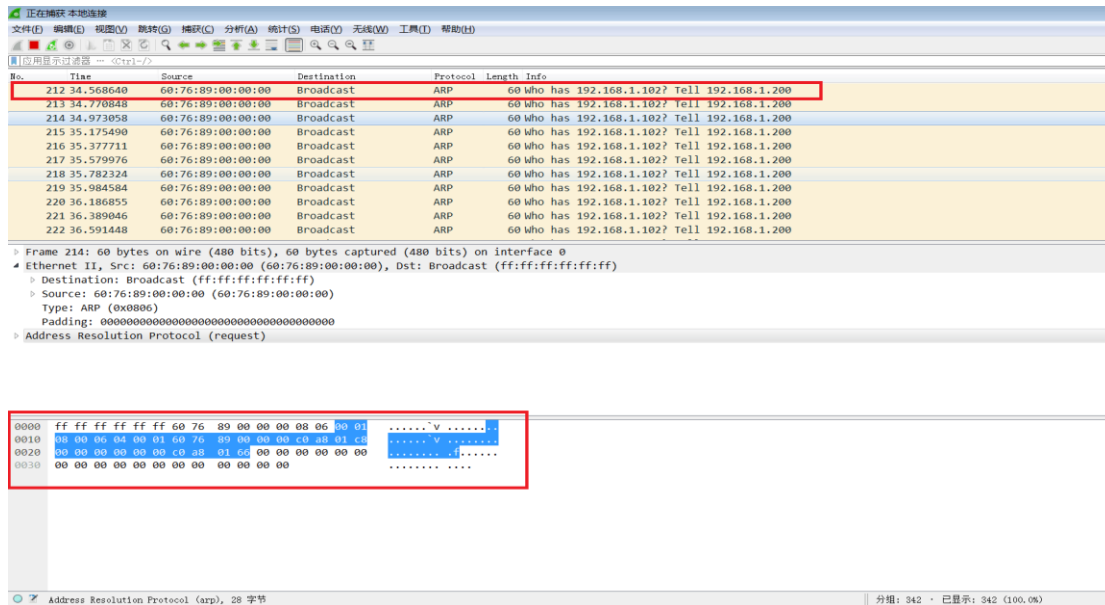 正在捕获 本地连接
文件(F) 编辑(E) 视图(V) 跳转(G) 捕获(C) 分析(A) 统计(S) 电话(Y) 无线(W) 工具(T) 帮助(H)
应用显示过滤器 … <Ctrl-/>
No. Time Source Destination Protocol Length Info
212 34.568640 60:76:89:00:00:00 Broadcast ARP 60 Who has 192.168.1.102? Tell 192.168.1.200
213 34.770848 60:76:89:00:00:00 Broadcast ARP 60 Who has 192.168.1.102? Tell 192.168.1.200
214 34.973058 60:76:89:00:00:00 Broadcast ARP 60 Who has 192.168.1.102? Tell 192.168.1.200
215 35.175490 60:76:89:00:00:00 Broadcast ARP 60 Who has 192.168.1.102? Tell 192.168.1.200
216 35.377711 60:76:89:00:00:00 Broadcast ARP 60 Who has 192.168.1.102? Tell 192.168.1.200
217 35.579976 60:76:89:00:00:00 Broadcast ARP 60 Who has 192.168.1.102? Tell 192.168.1.200
218 35.782324 60:76:89:00:00:00 Broadcast ARP 60 Who has 192.168.1.102? Tell 192.168.1.200
219 35.984584 60:76:89:00:00:00 Broadcast ARP 60 Who has 192.168.1.102? Tell 192.168.1.200
220 36.186855 60:76:89:00:00:00 Broadcast ARP 60 Who has 192.168.1.102? Tell 192.168.1.200
221 36.389046 60:76:89:00:00:00 Broadcast ARP 60 Who has 192.168.1.102? Tell 192.168.1.200
222 36.591448 60:76:89:00:00:00 Broadcast ARP 60 Who has 192.168.1.102? Tell 192.168.1.200
Frame 214: 60 bytes on wire (480 bits), 60 bytes captured (480 bits) on interface 0
Ethernet II, Src: 60:76:89:00:00:00 (60:76:89:00:00:00), Dst: Broadcast (ff:ff:ff:ff:ff:ff)
Destination: Broadcast (ff:ff:ff:ff:ff:ff)
Source: 60:76:89:00:00:00 (60:76:89:00:00:00)
Type: ARP (0x0806)
Padding: 000000000000000000000000000000000000
Address Resolution Protocol (request)
0000 ff ff ff ff ff ff 60 76 89 00 00 00 08 06 00 01 ......`v ........
0010 08 00 06 04 00 01 60 76 89 00 00 00 c0 a8 01 c8 ......`v ........
0020 00 00 00 00 00 00 c0 a8 01 66 00 00 00 00 00 00 ........ .f......
0030 00 00 00 00 00 00 00 00 00 00 00 00 ........ ....
Address Resolution Protocol (arp), 28 字节
分组: 342 · 已显示: 342 (100.0%)